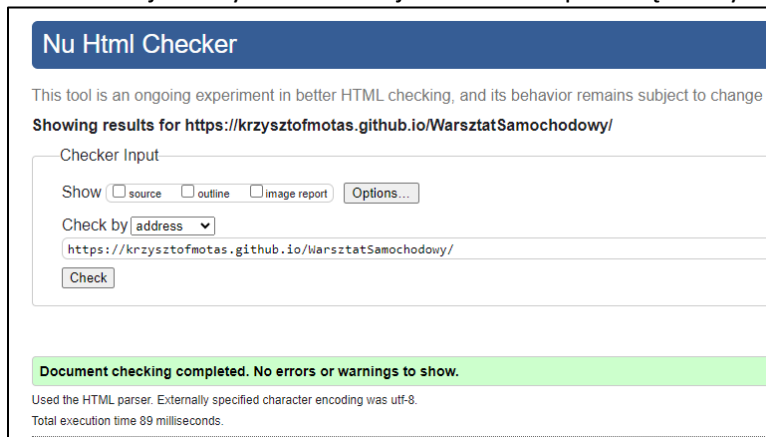 Nu Html Checker
This tool is an ongoing experiment in better HTML checking, and its behavior remains subject to change
Showing results for https://krzysztofmotas.github.io/WarsztatSamochodowy/
Checker Input
Show source outline image report Options...
Check by address
https://krzysztofmotas.github.io/WarsztatSamochodowy/
Check
Document checking completed. No errors or warnings to show.
Used the HTML parser. Externally specified character encoding was utf-8.
Total execution time 89 milliseconds.